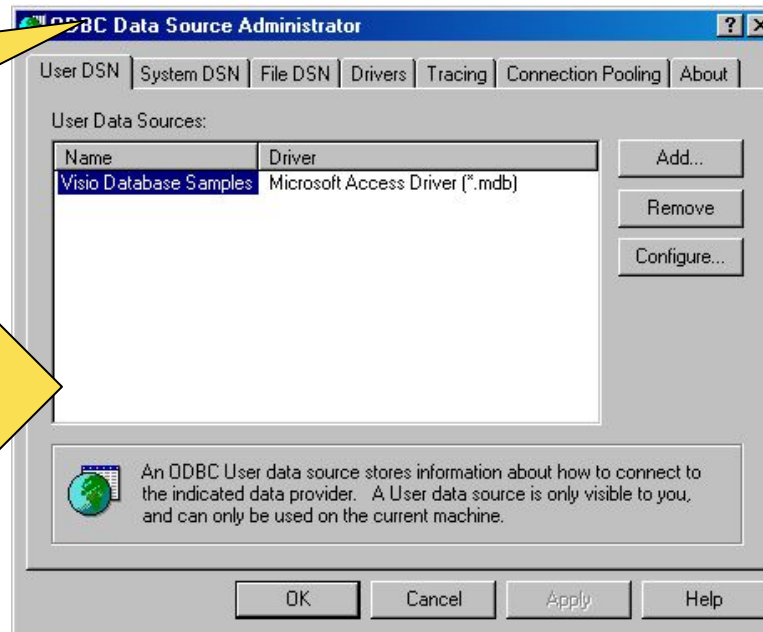 ODBC Data Source Administrator
User DSN System DSN File DSN Drivers Tracing Connection Pooling About
User Data Sources:
Name Driver
Visio Database Samples Microsoft Access Driver (*.mdb)
Add...
Remove
Configure...
An ODBC User data source stores information about how to connect to
the indicated data provider. A User data source is only visible to you,
and can only be used on the current machine.
OK Cancel Apply Help